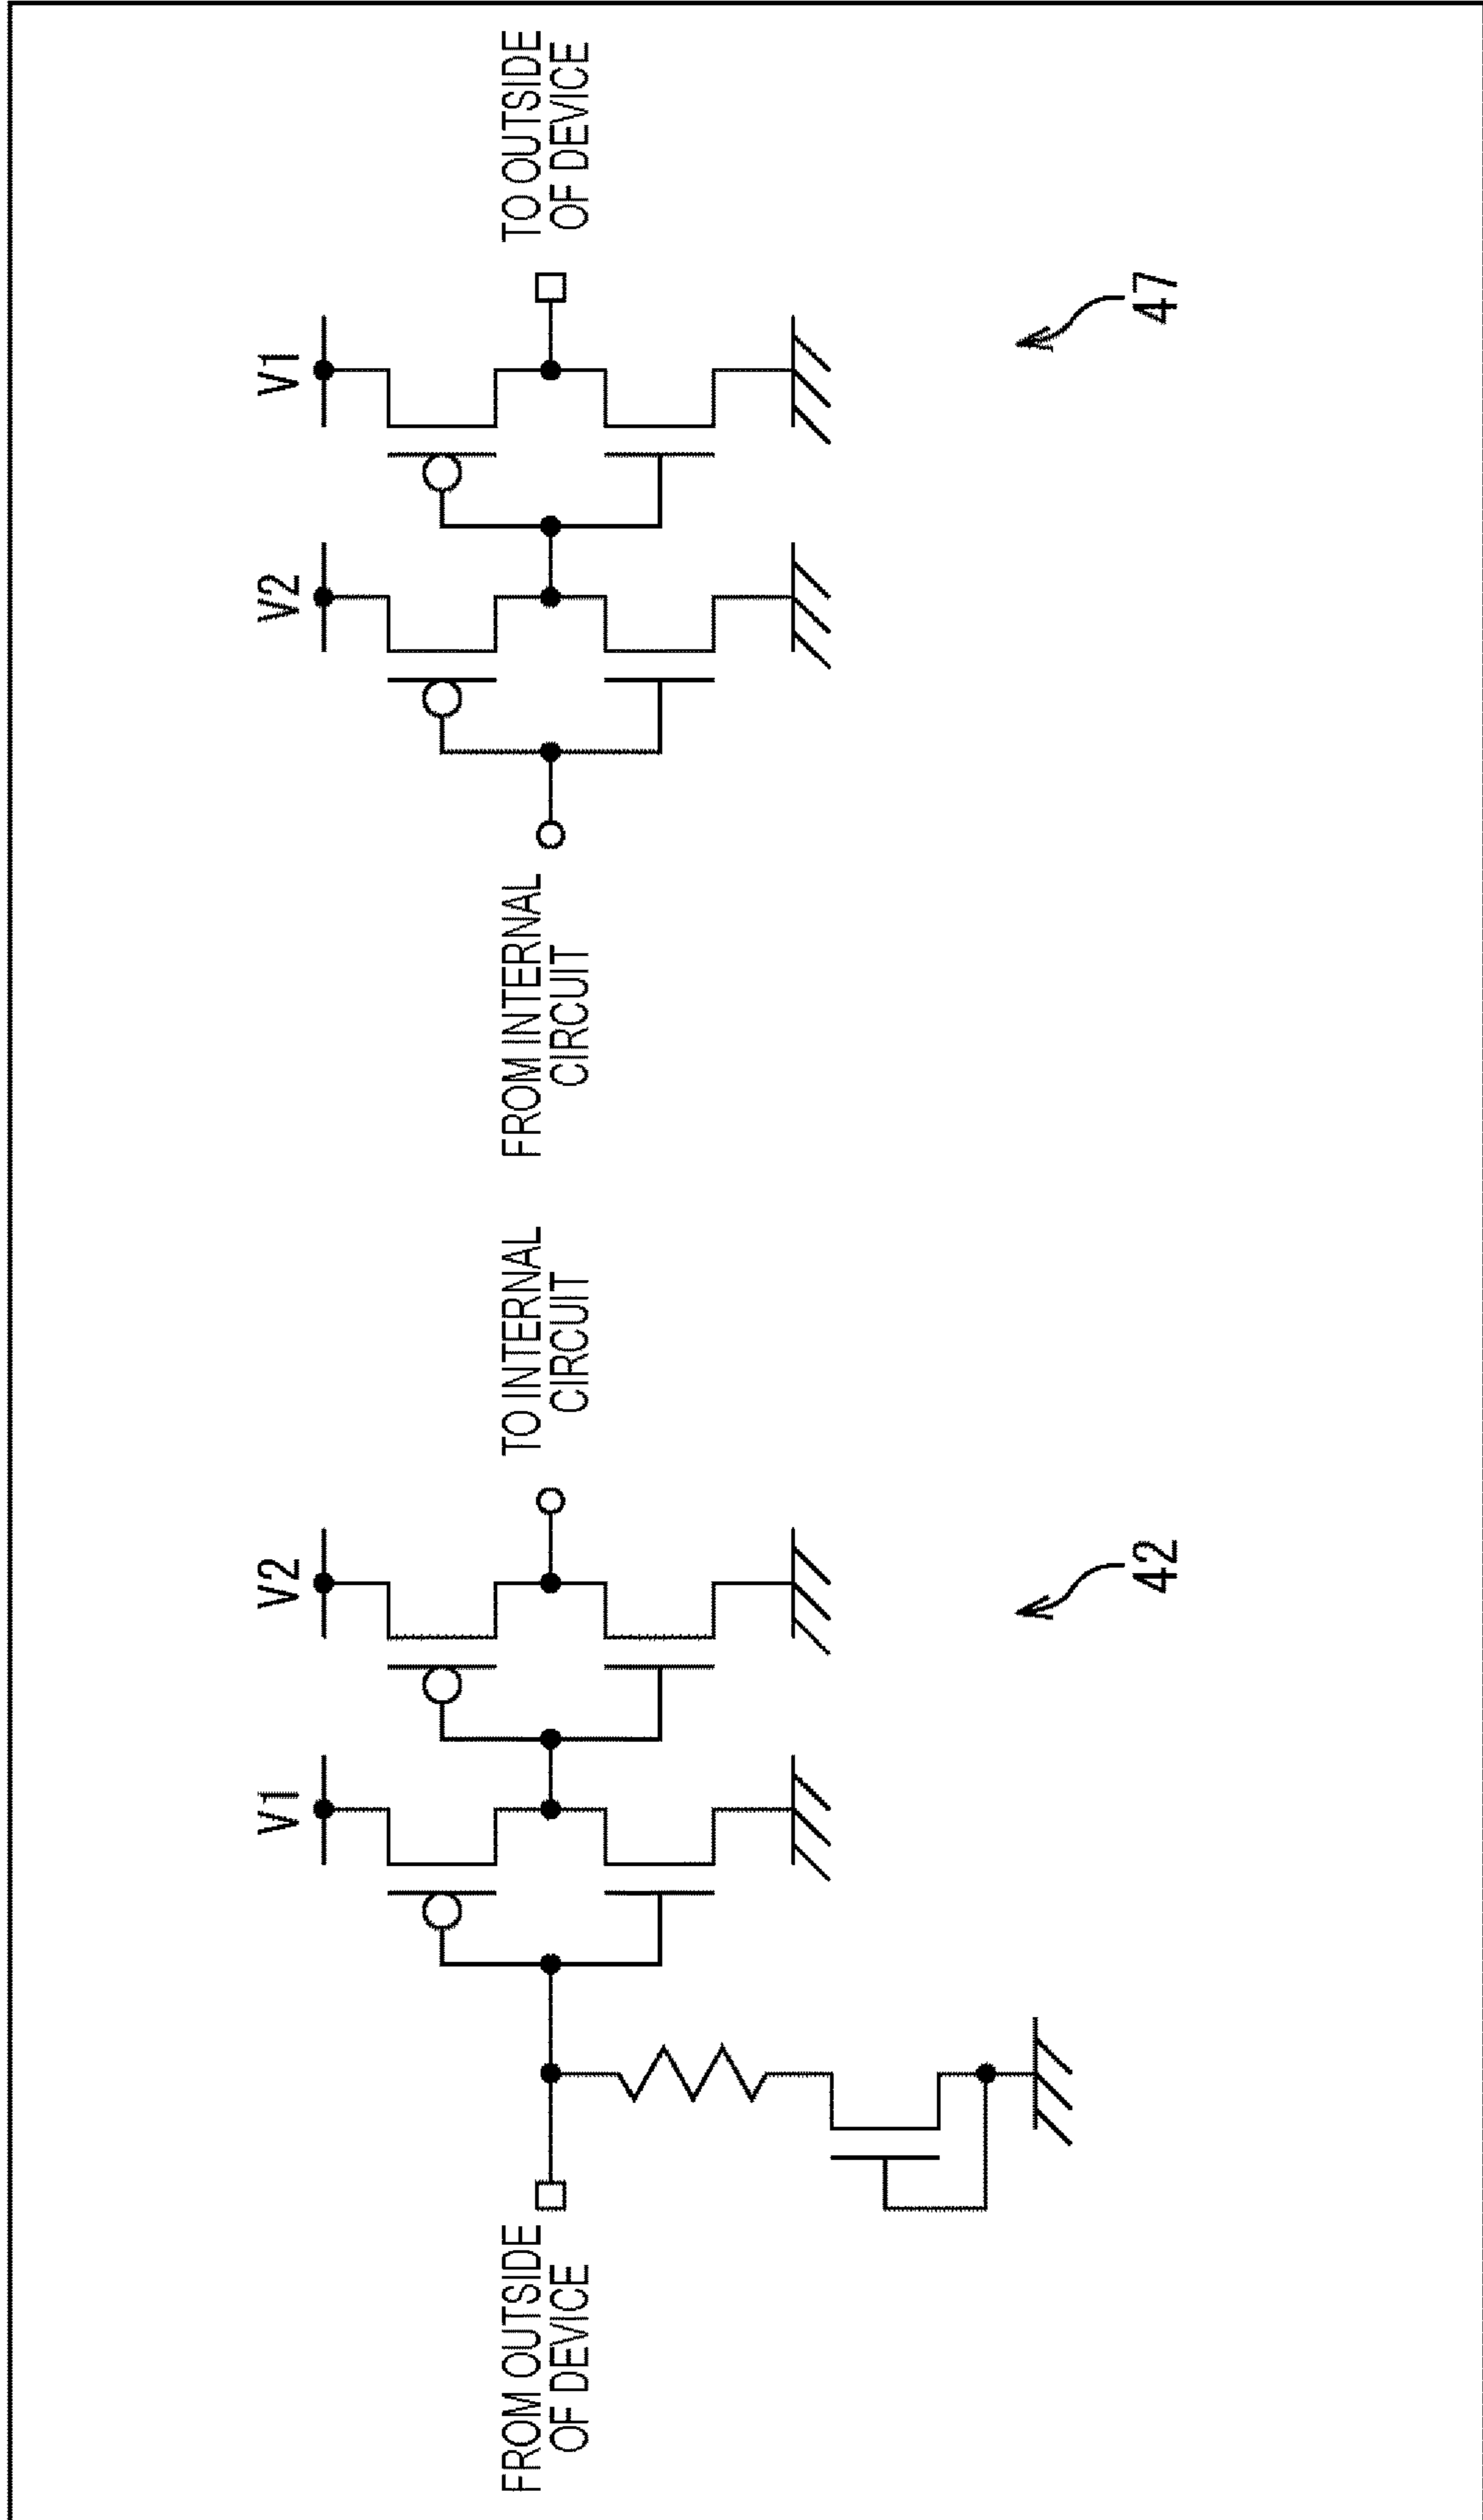 V1
V2
V2
V1
FROM OUTSIDE
OF DEVICE
TO INTERNAL
CIRCUIT
FROM INTERNAL
CIRCUIT
TO OUTSIDE
OF DEVICE
42
47